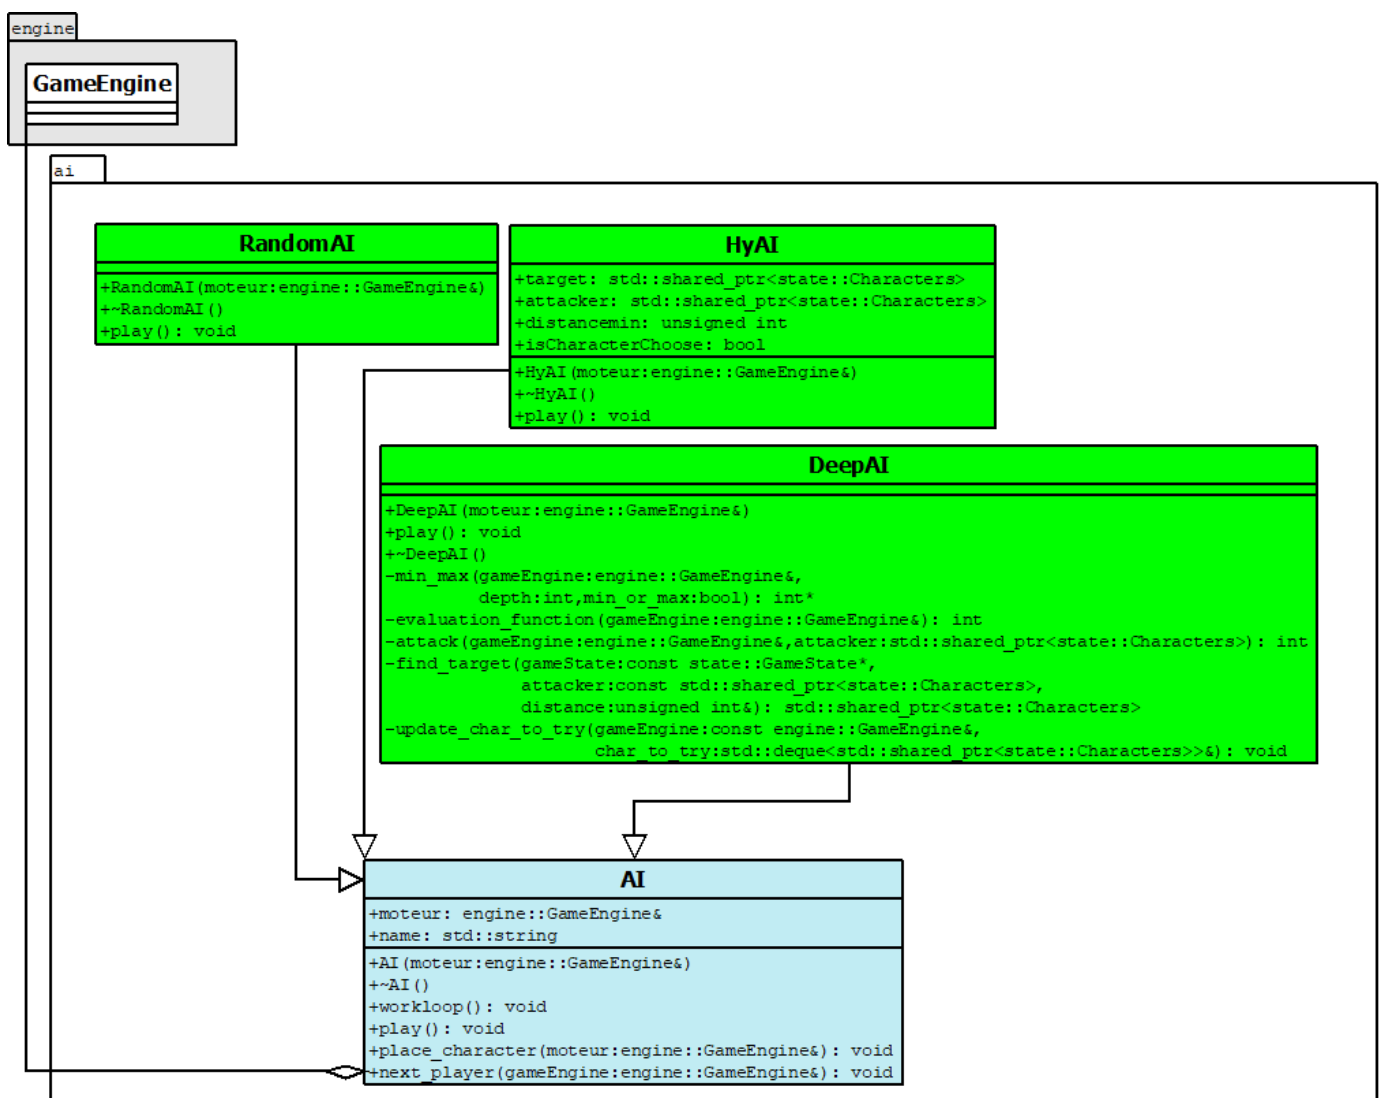 engine
GameEngine
ai
RandomAI
+RandomAI(moteur:engine::GameEngine&)
+~RandomAI()
+play(): void
HyAI
+target: std::shared_ptr<state::Characters>
+attacker: std::shared_ptr<state::Characters>
+distancemin: unsigned int
+isCharacterChoose: bool
+HyAI(moteur:engine::GameEngine&)
+~HyAI()
+play(): void
DeepAI
+DeepAI(moteur:engine::GameEngine&)
+play(): void
+~DeepAI()
-min_max(gameEngine:engine::GameEngine&,
depth:int,min_or_max:bool): int*
-evaluation_function(gameEngine:engine::GameEngine&): int
-attack(gameEngine:engine::GameEngine&,attacker:std::shared_ptr<state::Characters>): int
-find_target(gameState:const state::GameState*,
attacker:const std::shared_ptr<state::Characters>,
distance:unsigned int&): std::shared_ptr<state::Characters>
-update_char_to_try(gameEngine:const engine::GameEngine&,
char_to_try:std::deque<std::shared_ptr<state::Characters>>&): void
AI
+moteur: engine::GameEngine&
+name: std::string
+AI(moteur:engine::GameEngine&)
+~AI()
+workloop(): void
+play(): void
+place_character(moteur:engine::GameEngine&): void
+next_player(gameEngine:engine::GameEngine&): void